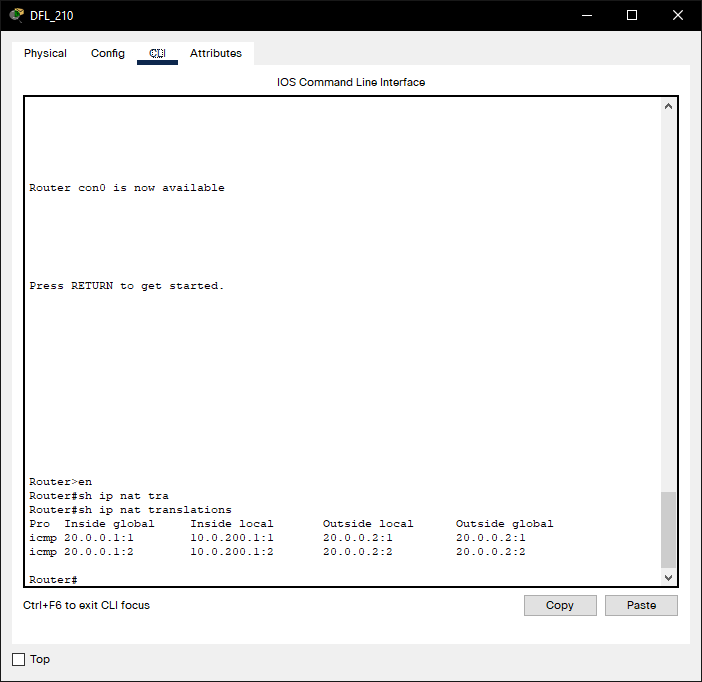 DFL_210
Physical Config CLI Attributes
IOS Command Line Interface
Router con0 is now available
Press RETURN to get started.
Router>en
Router#sh ip nat tra
Router#sh ip nat translations
Pro Inside global Inside local Outside local Outside global
icmp 20.0.0.1:1 10.0.200.1:1 20.0.0.2:1 20.0.0.2:1
icmp 20.0.0.1:2 10.0.200.1:2 20.0.0.2:2 20.0.0.2:2
Router#
Ctrl+F6 to exit CLI focus Copy Paste
Top